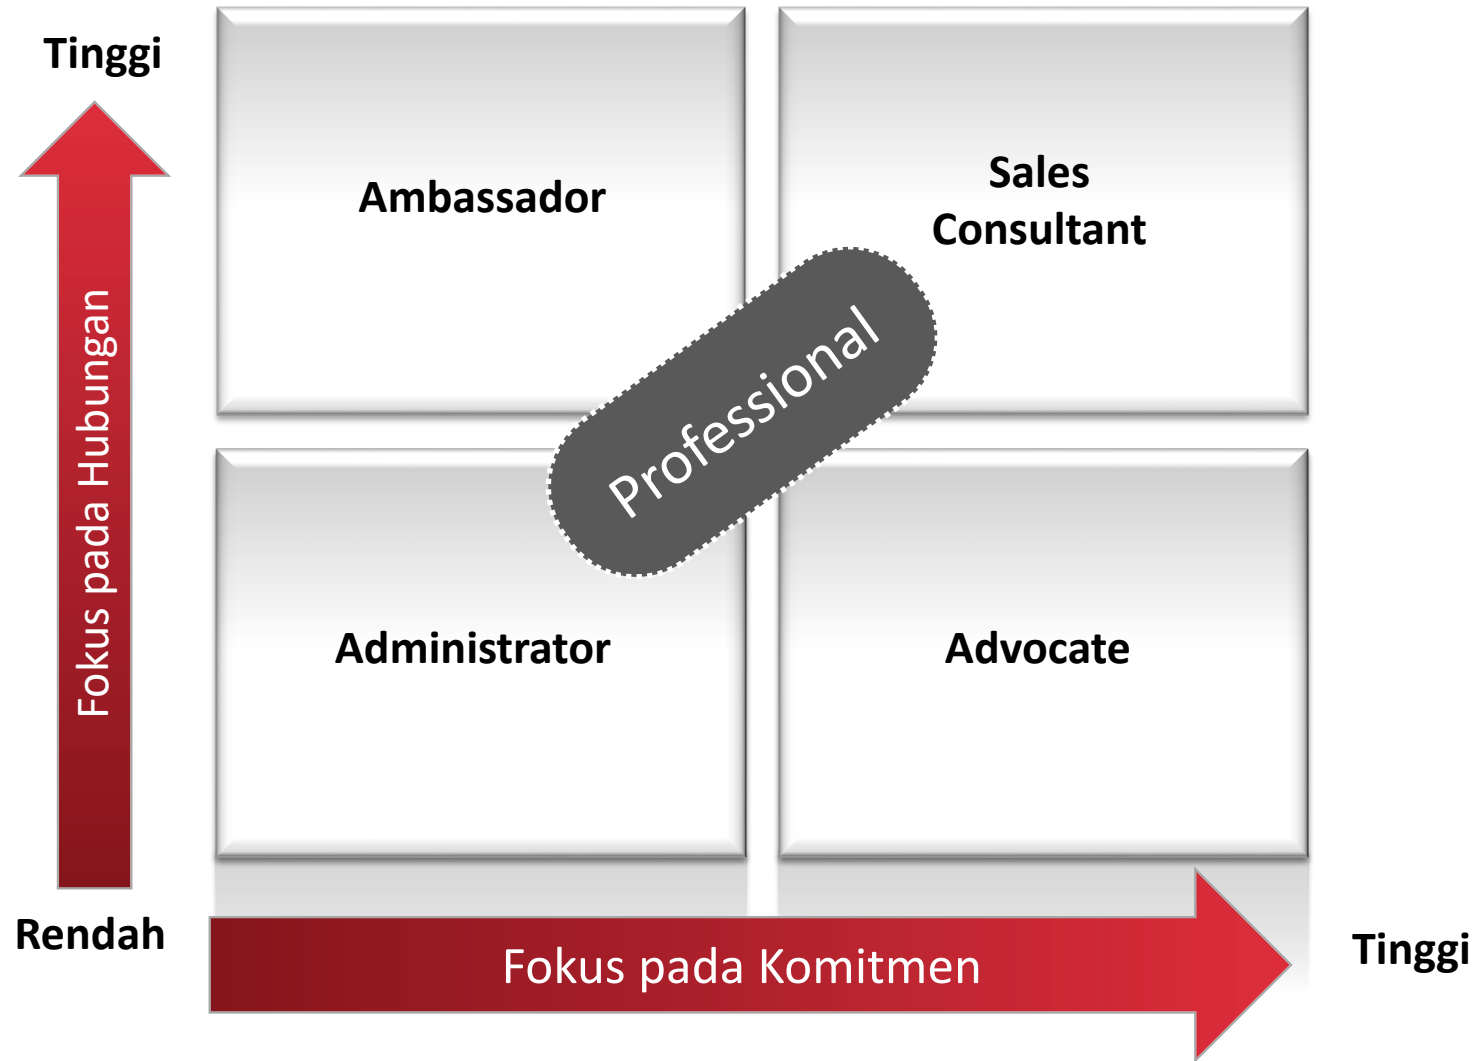 Tinggi
Ambassador
Sales
Consultant
Fokus pada Hubungan
Professional
Administrator
Advocate
Rendah
Fokus pada Komitmen
Tinggi